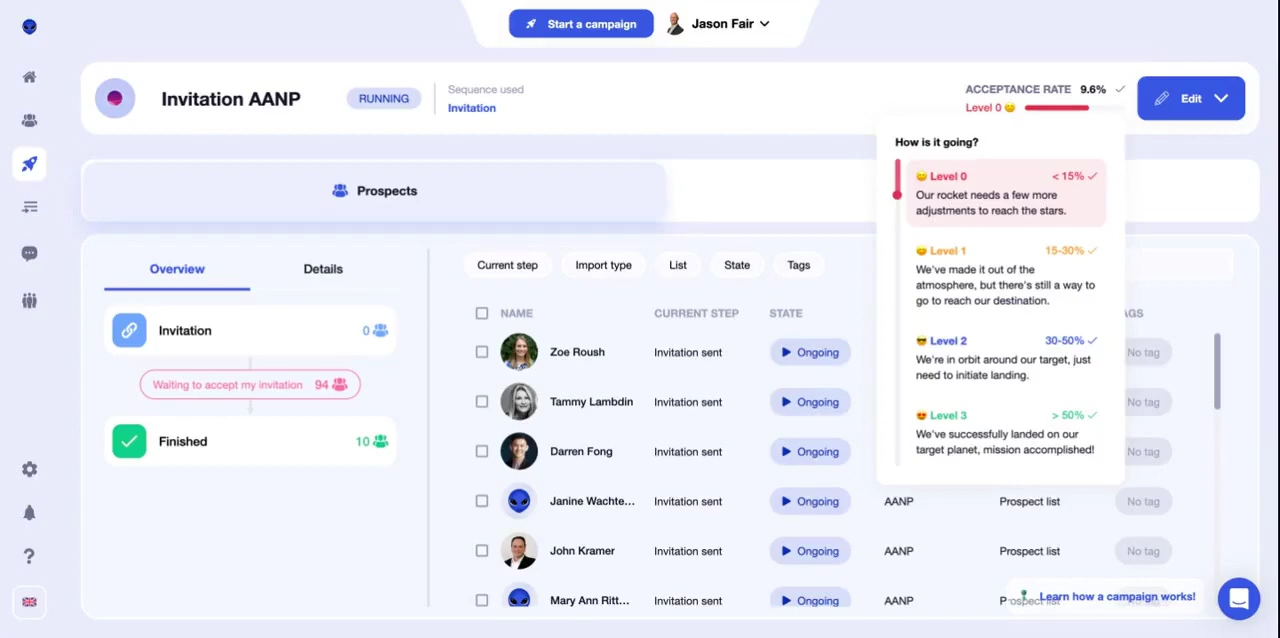 Start a campaign
Jason Fair
Invitation AANP
RUNNING
Sequence used
Invitation
ACCEPTANCE RATE 9.6%
Level 0
Edit
How is it going?
Level 0 < 15%
Our rocket needs a few more
adjustments to reach the stars.
Level 1 15-30%
We've made it out of the
atmosphere, but there's still a way to
go to reach our destination.
Level 2 30-50%
We're in orbit around our target, just
need to initiate landing.
Level 3 > 50%
We've successfully landed on our
target planet, mission accomplished!
Prospects
Overview
Details
Invitation 0
Waiting to accept my invitation 94
Finished 10
Current step
Import type
List
State
Tags
NAME CURRENT STEP STATE
Zoe Roush Invitation sent Ongoing No tag
Tammy Lambdin Invitation sent Ongoing No tag
Darren Fong Invitation sent Ongoing No tag
Janine Wachte... Invitation sent Ongoing AANP Prospect list No tag
John Kramer Invitation sent Ongoing AANP Prospect list No tag
Mary Ann Ritt... Invitation sent Ongoing AANP
Learn how a campaign works!
?